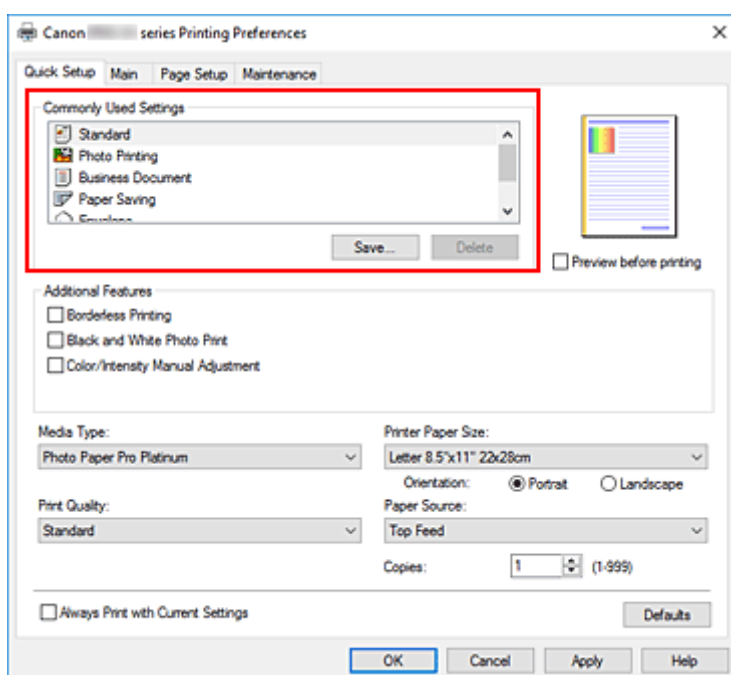 Canon series Printing Preferences
Quick Setup Main Page Setup Maintenance
Commonly Used Settings
Standard
Photo Printing
Business Document
Paper Saving
Envelope
Save... Delete
Preview before printing
Additional Features
Borderless Printing
Black and White Photo Print
Color/Intensity Manual Adjustment
Media Type:
Photo Paper Pro Platinum
Printer Paper Size:
Letter 8.5"x11" 22x28cm
Orientation: Portrait Landscape
Print Quality:
Standard
Paper Source:
Top Feed
Copies: 1 (1-999)
Always Print with Current Settings
Defaults
OK Cancel Apply Help